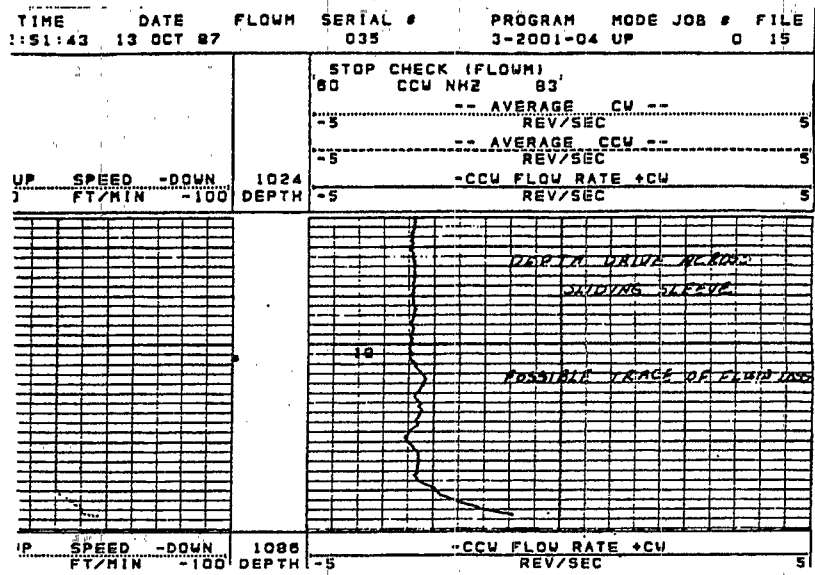 TIME DATE FLOWM SERIAL # PROGRAM MODE JOB # FILE
:51:43 13 OCT 87 035 3-2001-04 UP 0 15
STOP CHECK (FLOWM)
60 CCW NHZ 83
-- AVERAGE CW --
-5 REV/SEC 5
-- AVERAGE CCW --
-5 REV/SEC 5
UP SPEED -DOWN 1024 -CCW FLOW RATE +CW
FT/MIN -100 DEPTH -5 REV/SEC 5
DEPTH DRIVE ACROSS
SLIDING SLEEVE
10
POSSIBLE TRACE OF FLUID LOSS
UP SPEED -DOWN 1086 -CCW FLOW RATE +CW
FT/MIN -100 DEPTH -5 REV/SEC 5